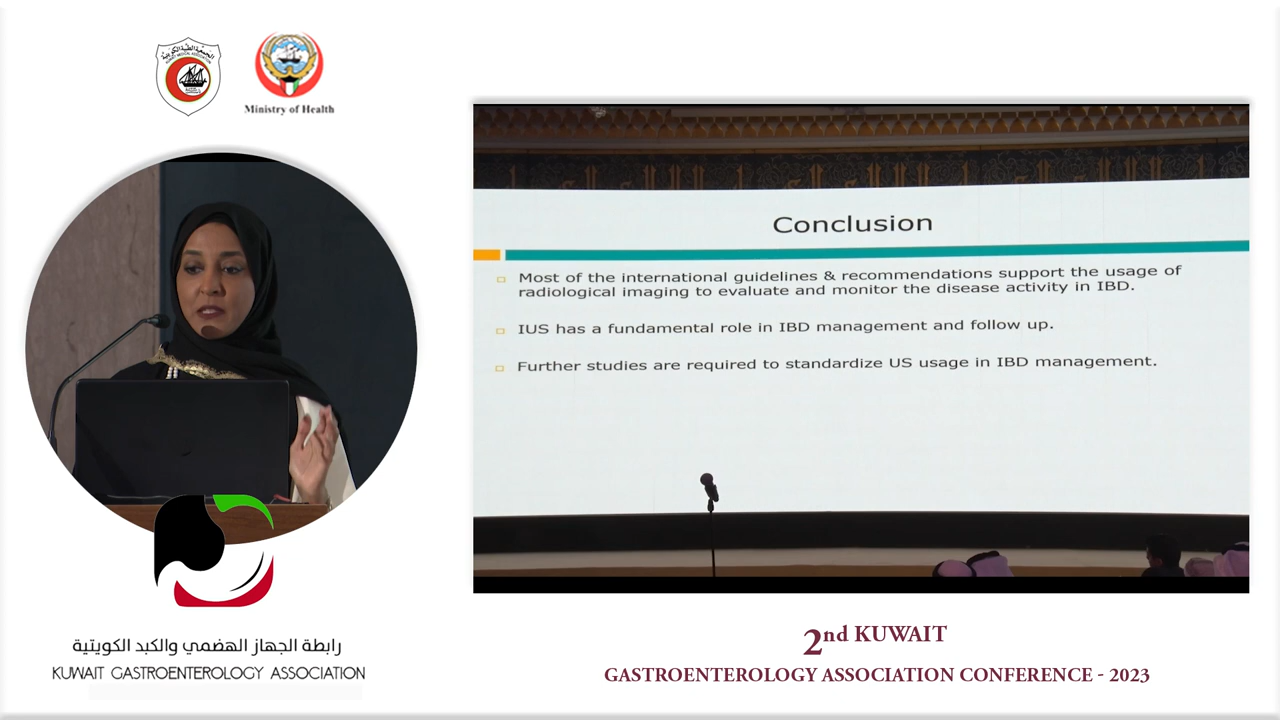 الجمعية الطبية الكويتية
Ministry of Health
Conclusion
Most of the international guidelines & recommendations support the usage of
radiological imaging to evaluate and monitor the disease activity in IBD.
IUS has a fundamental role in IBD management and follow up.
Further studies are required to standardize US usage in IBD management.
رابطة الجهاز الهضمي والكبد الكويتية
KUWAIT GASTROENTEROLOGY ASSOCIATION
2nd KUWAIT
GASTROENTEROLOGY ASSOCIATION CONFERENCE - 2023